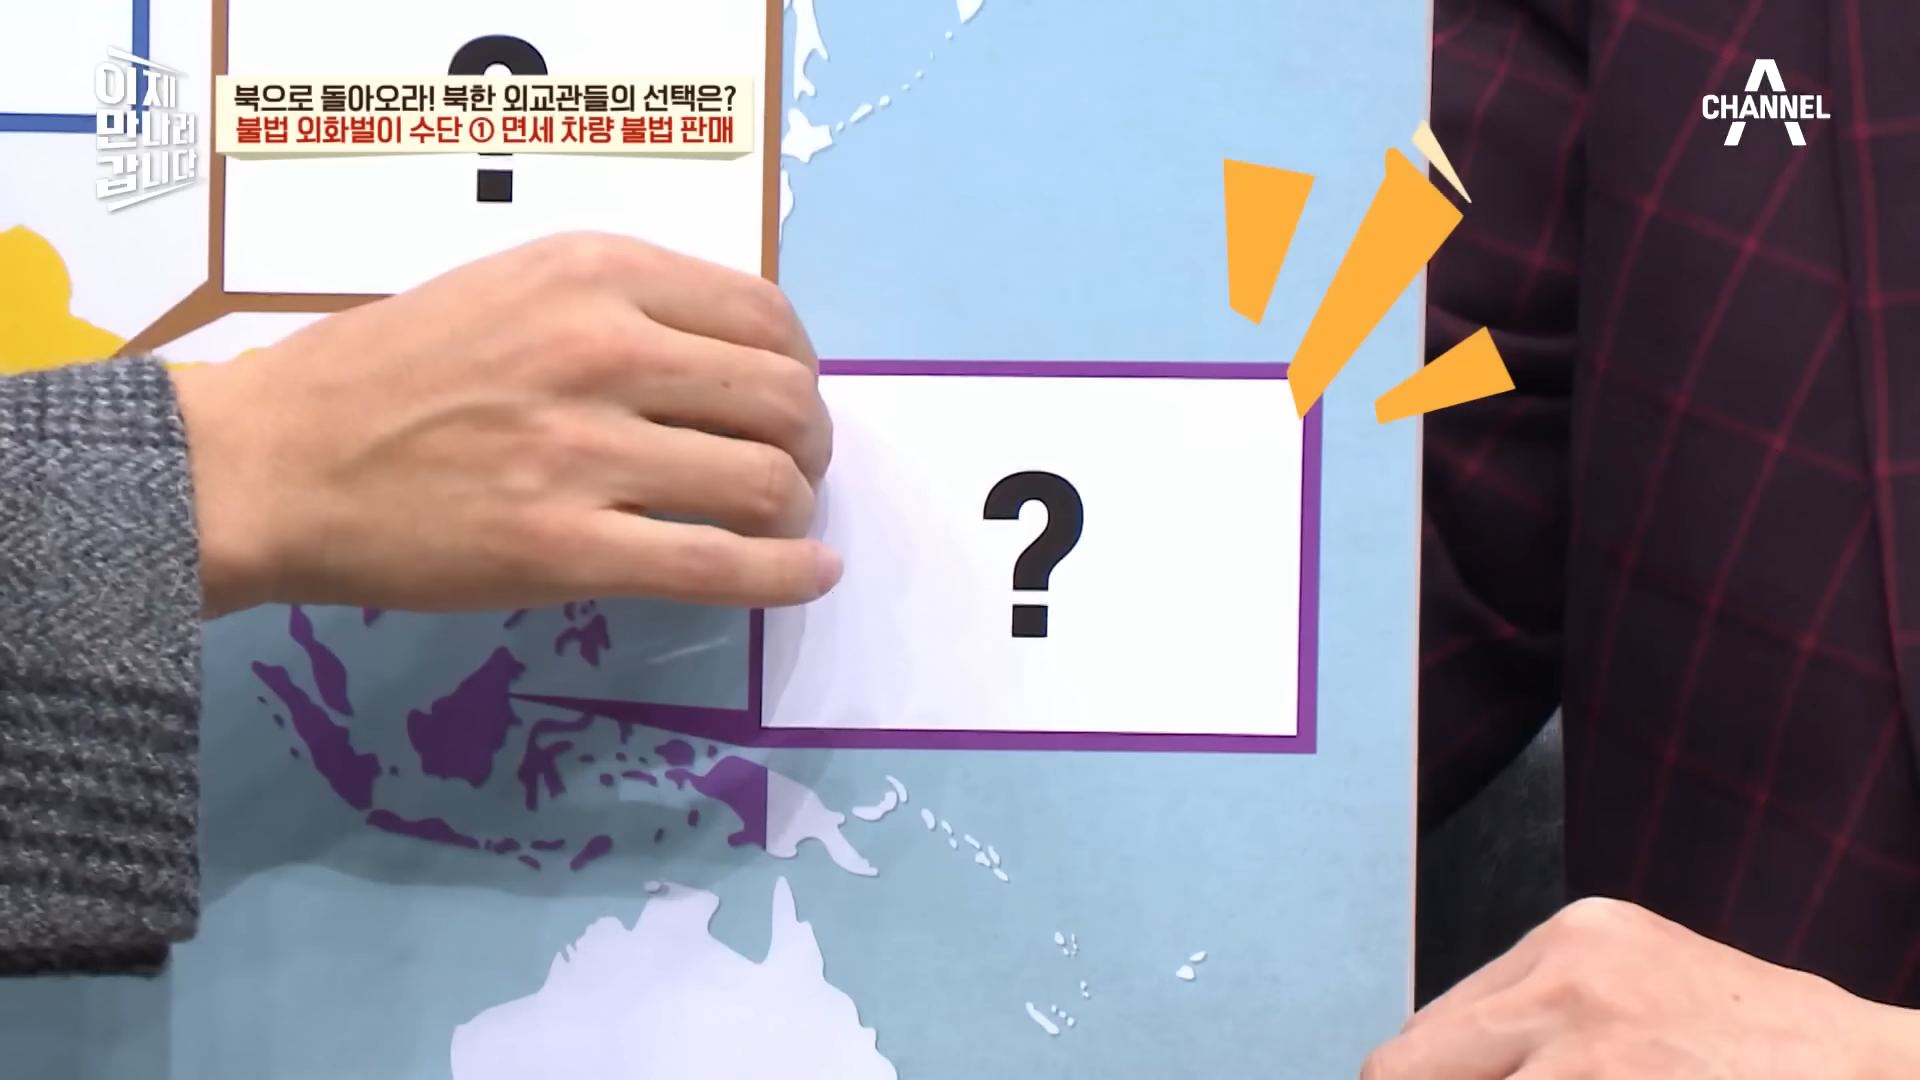 이제
만나러
갑니다
북으로 돌아오라! 북한 외교관들의 선택은?
불법 외화벌이 수단 ① 면세 차량 불법 판매
CHANNEL A
?
?